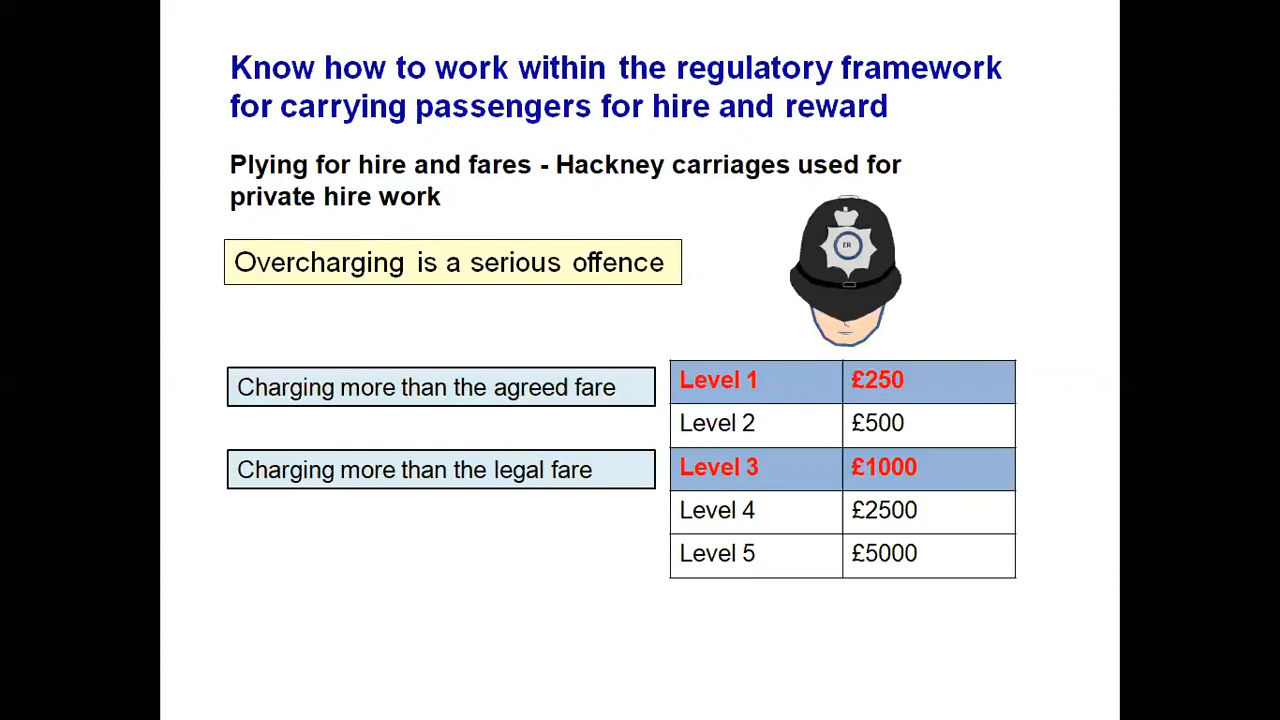 Know how to work within the regulatory framework
for carrying passengers for hire and reward
Plying for hire and fares - Hackney carriages used for
private hire work
ER
Overcharging is a serious offence
Charging more than the agreed fare
Charging more than the legal fare
Level 1 £250
Level 2 £500
Level 3 £1000
Level 4 £2500
Level 5 £5000